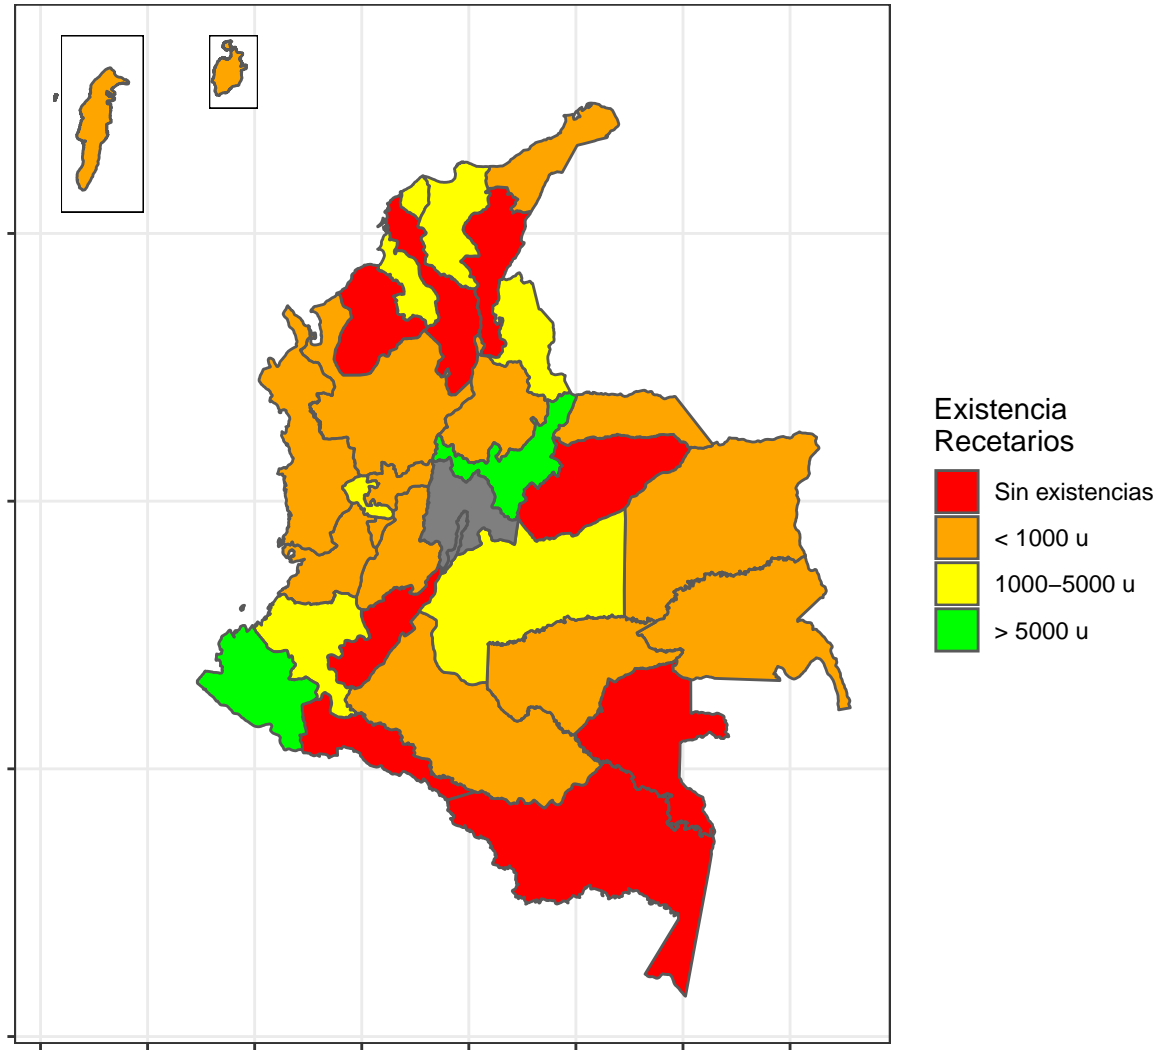 Existencia
Recetarios
Sin existencias
< 1000 u
1000−5000 u
> 5000 u